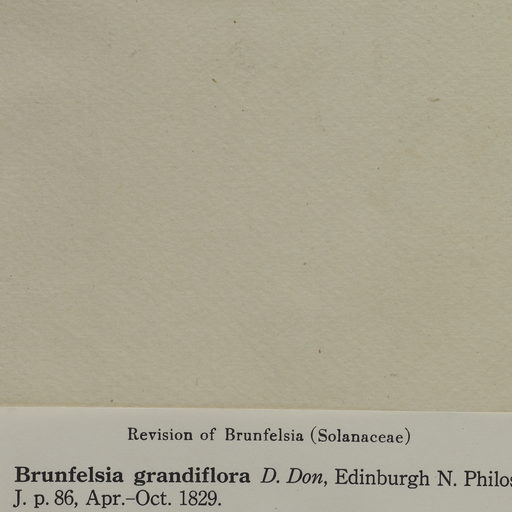 Revision of Brunfelsia (Solanaceae)
Brunfelsia grandiflora D. Don, Edinburgh N. Philos
J. p. 86, Apr.–Oct. 1829.